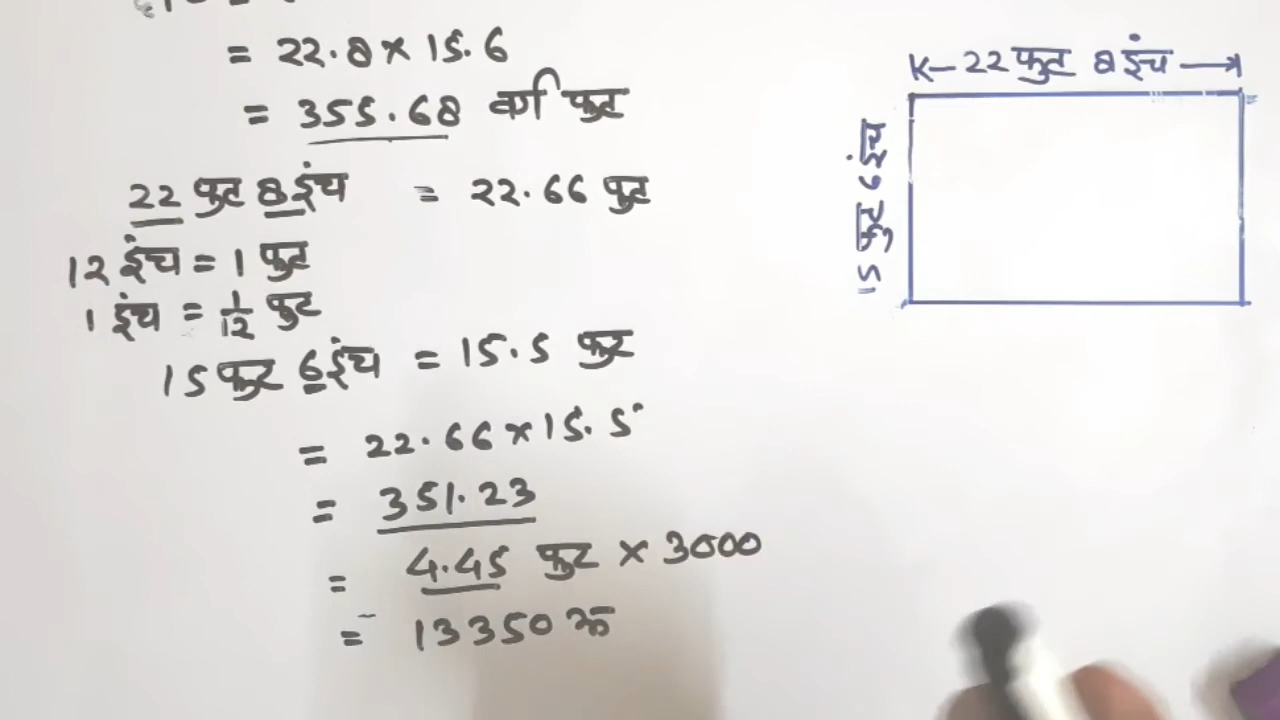 = 22.8 × 15.6
= 355.68 वर्ग फुट
22 फुट 8 इंच = 22.66 फुट
12 इंच = 1 फुट
1 इंच = 1/12 फुट
15 फुट 6 इंच = 15.5 फुट
= 22.66 × 15.5
= 351.23
= 4.45 फुट × 3000
= 13350 रू
22 फुट 8 इंच
15 फुट 6 इंच